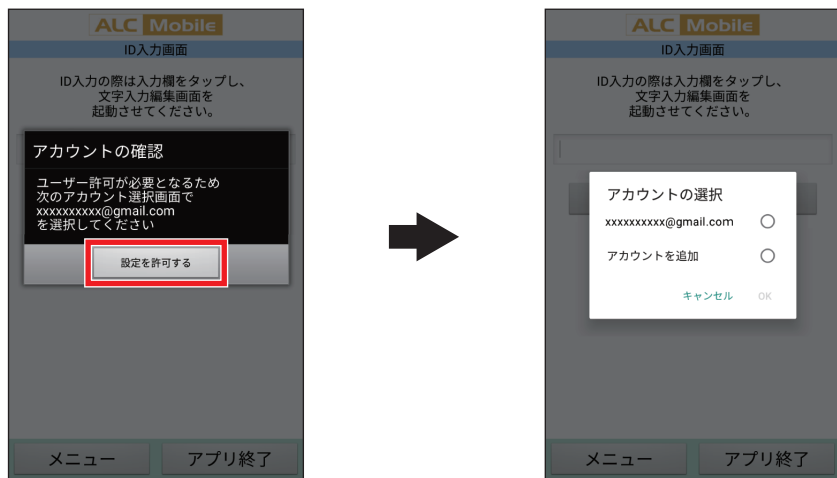 ALC Mobile
ID入力画面
ID入力の際は入力欄をタップし、
文字入力編集画面を
起動させてください。
アカウントの確認
ユーザー許可が必要となるため
次のアカウント選択画面で
xxxxxxxxxx@gmail.com
を選択してください
設定を許可する
メニュー
アプリ終了
ALC Mobile
ID入力画面
ID入力の際は入力欄をタップし、
文字入力編集画面を
起動させてください。
アカウントの選択
xxxxxxxxxx@gmail.com
アカウントを追加
キャンセル
OK
メニュー
アプリ終了